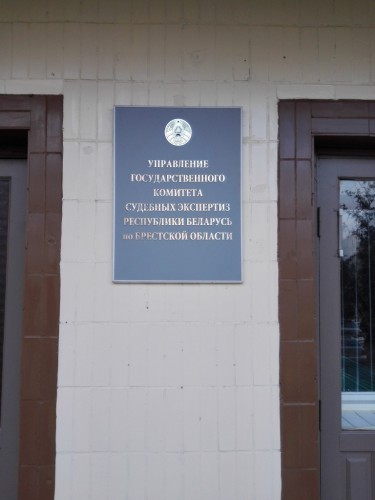 УПРАВЛЕНИЕ
ГОСУДАРСТВЕННОГО
КОМИТЕТА
СУДЕБНЫХ ЭКСПЕРТИЗ
РЕСПУБЛИКИ БЕЛАРУСЬ
по БРЕСТСКОЙ ОБЛАСТИ